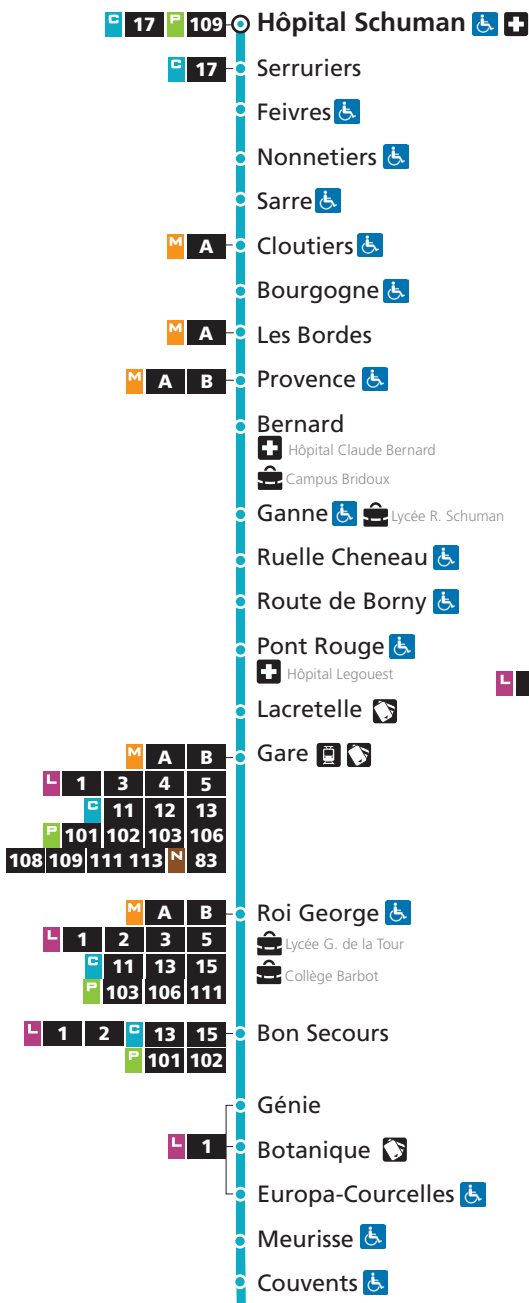 C 17 P 109 Hôpital Schuman
C 17 Serruriers
Feivres
Nonnetiers
Sarre
M A Cloutiers
Bourgogne
M A Les Bordes
M A B Provence
Bernard
Hôpital Claude Bernard
Campus Bridoux
Ganne Lycée R. Schuman
Ruelle Cheneau
Route de Borny
Pont Rouge
Hôpital Legouest
L
Lacretelle
M A B Gare
L 1 3 4 5
C 11 12 13
P 101 102 103 106
108 109 111 113 N 83
M A B Roi George
L 1 2 3 5 Lycée G. de la Tour
C 11 13 15 Collège Barbot
P 103 106 111
L 1 2 C 13 15 Bon Secours
P 101 102
Génie
L 1 Botanique
Europa-Courcelles
Meurisse
Couvents